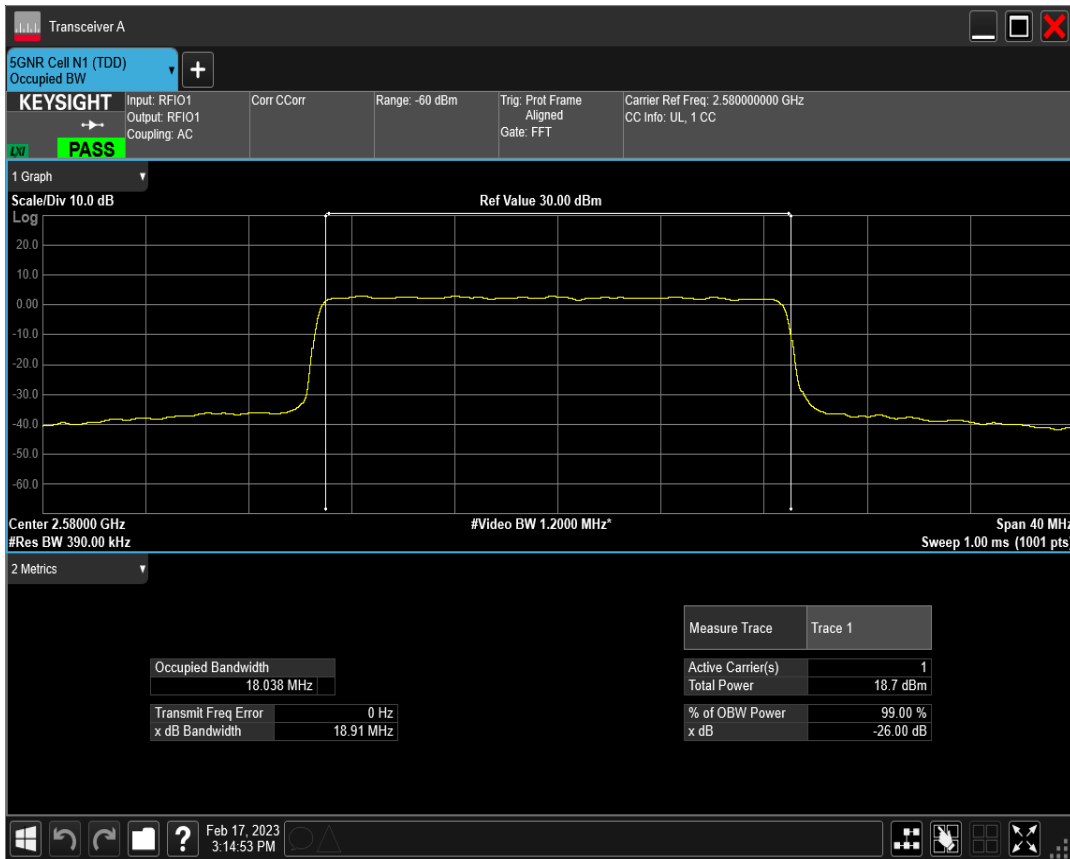 Transceiver A
5GNR Cell N1 (TDD)
Occupied BW
KEYSIGHT
LXI
PASS
Input: RFIO1
Output: RFIO1
Coupling: AC
Corr CCorr
Range: -60 dBm
Trig: Prot Frame
Aligned
Gate: FFT
Carrier Ref Freq: 2.580000000 GHz
CC Info: UL, 1 CC
1 Graph
Scale/Div 10.0 dB
Ref Value 30.00 dBm
Log
20.0
10.0
0.00
-10.0
-20.0
-30.0
-40.0
-50.0
-60.0
Center 2.58000 GHz
#Video BW 1.2000 MHz*
Span 40 MHz
#Res BW 390.00 kHz
Sweep 1.00 ms (1001 pts)
2 Metrics
Measure Trace Trace 1
Occupied Bandwidth
18.038 MHz
Active Carrier(s) 1
Total Power 18.7 dBm
Transmit Freq Error 0 Hz
x dB Bandwidth 18.91 MHz
% of OBW Power 99.00 %
x dB -26.00 dB
Feb 17, 2023
3:14:53 PM